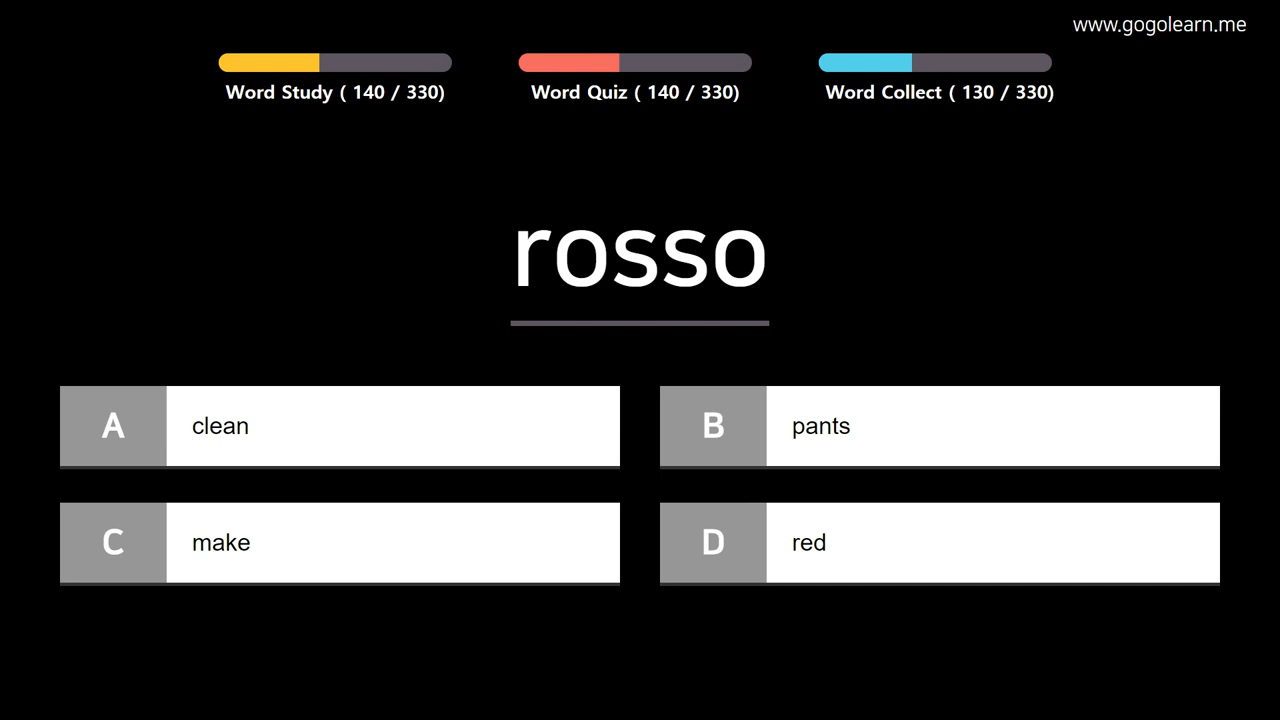 www.gogolearn.me
Word Study ( 140 / 330)
Word Quiz ( 140 / 330)
Word Collect ( 130 / 330)
rosso
A clean
B pants
C make
D red